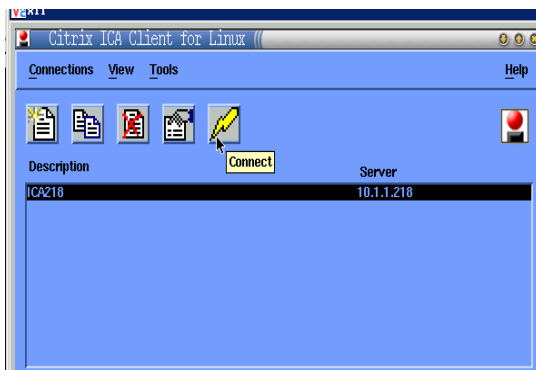 Citrix ICA Client for Linux
Connections View Tools Help
Connect
Description Server
ICA218 10.1.1.218